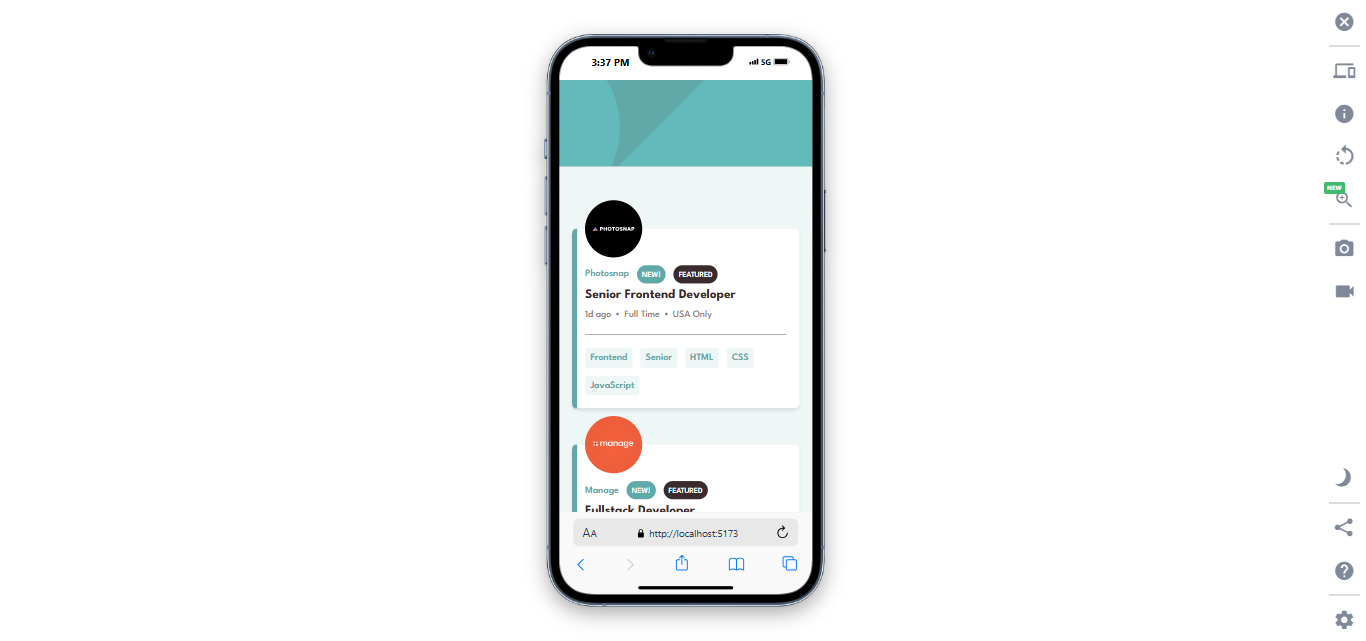 3:37 PM 5G
NEW
PHOTOSNAP
Photosnap NEW! FEATURED
Senior Frontend Developer
1d ago • Full Time • USA Only
Frontend Senior HTML CSS
JavaScript
manage
Manage NEW! FEATURED
Fullstack Developer
AA http://localhost:5173